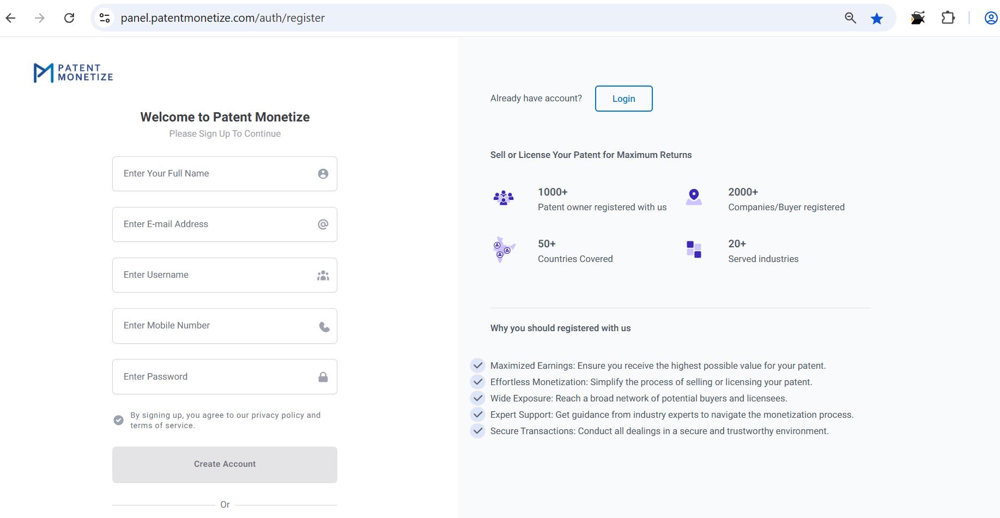 panel.patentmonetize.com/auth/register
PATENT
MONETIZE
Welcome to Patent Monetize
Please Sign Up To Continue
Enter Your Full Name
Enter E-mail Address
Enter Username
Enter Mobile Number
Enter Password
By signing up, you agree to our privacy policy and
terms of service.
Create Account
Or
Already have account?
Login
Sell or License Your Patent for Maximum Returns
1000+
Patent owner registered with us
2000+
Companies/Buyer registered
50+
Countries Covered
20+
Served industries
Why you should registered with us
Maximized Earnings: Ensure you receive the highest possible value for your patent.
Effortless Monetization: Simplify the process of selling or licensing your patent.
Wide Exposure: Reach a broad network of potential buyers and licensees.
Expert Support: Get guidance from industry experts to navigate the monetization process.
Secure Transactions: Conduct all dealings in a secure and trustworthy environment.